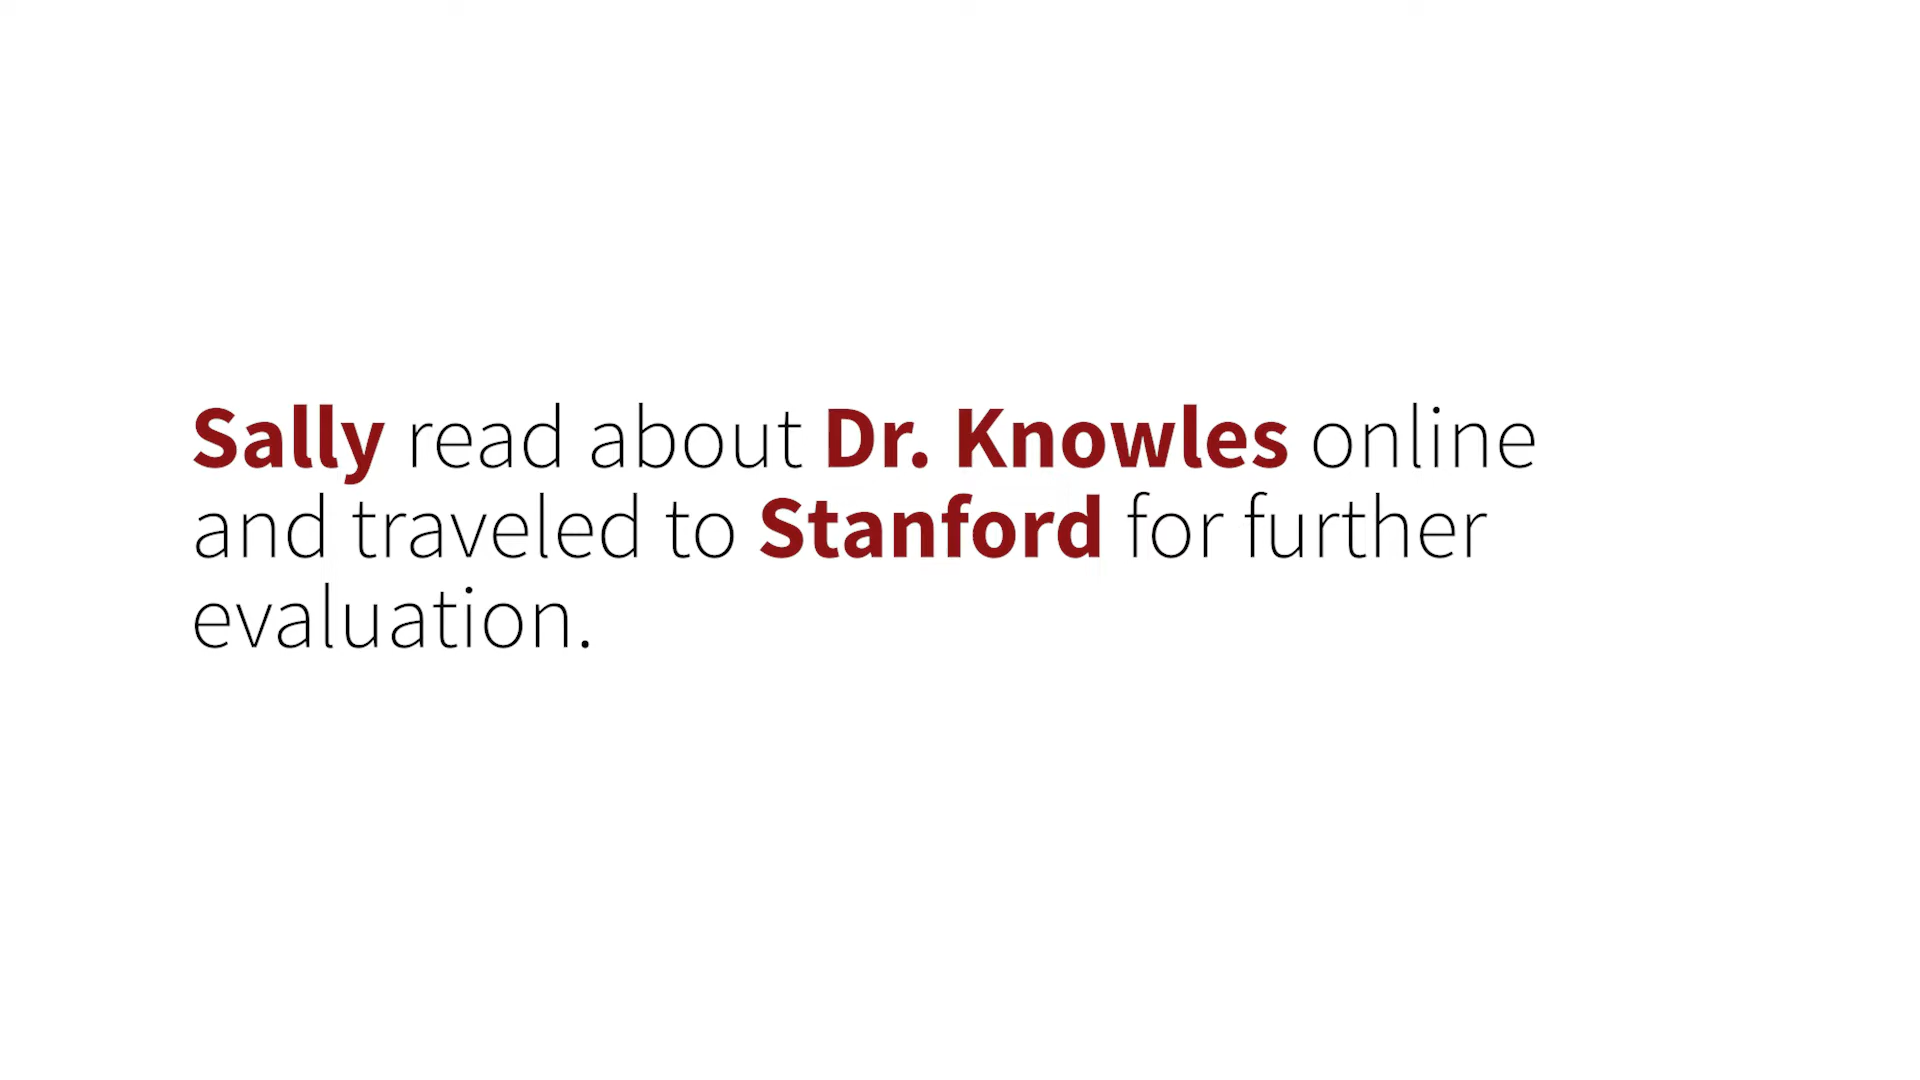 Sally read about Dr. Knowles online
and traveled to Stanford for further
evaluation.